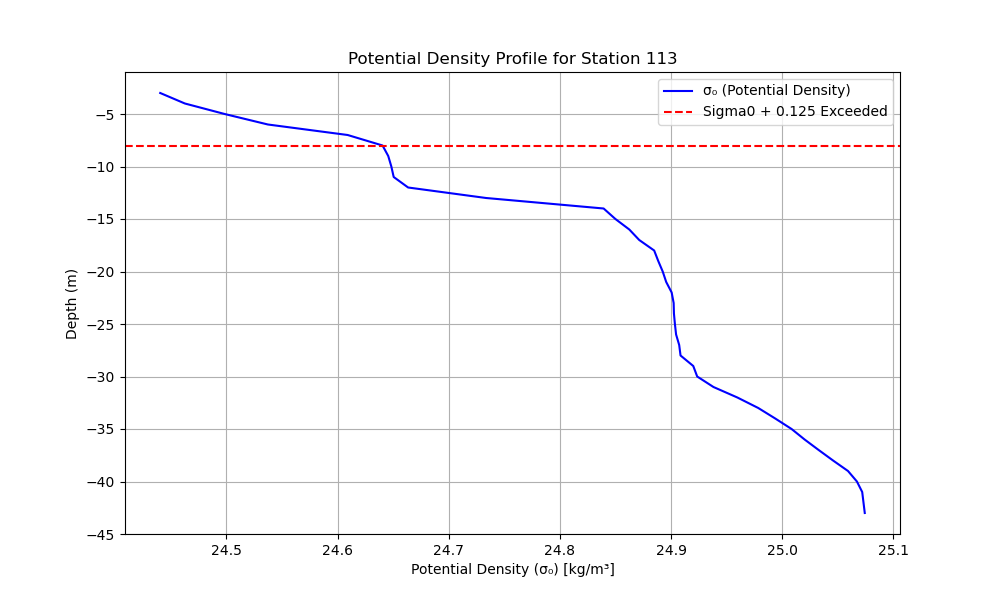 Potential Density Profile for Station 113
σ₀ (Potential Density)
Sigma0 + 0.125 Exceeded
Depth (m)
−5
−10
−15
−20
−25
−30
−35
−40
−45
24.5 24.6 24.7 24.8 24.9 25.0 25.1
Potential Density (σ₀) [kg/m³]